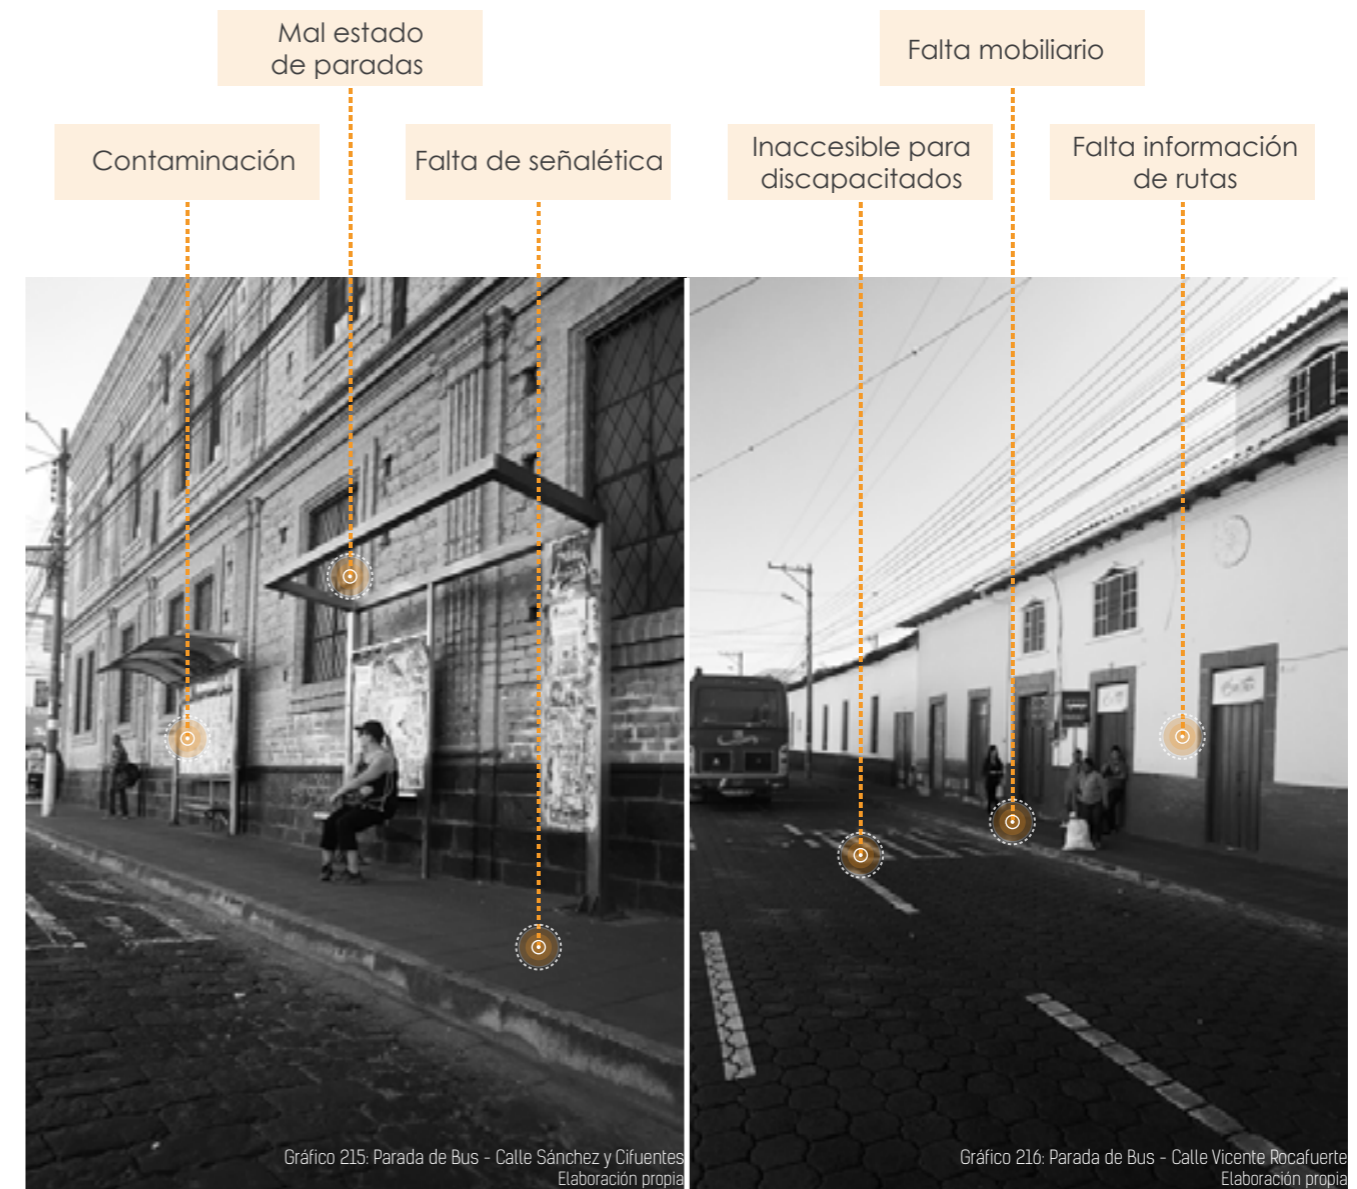 Mal estado
de paradas
Falta mobiliario
Contaminación
Falta de señalética
Inaccesible para
discapacitados
Falta información
de rutas
Gráfico 215: Parada de Bus - Calle Sánchez y Cifuentes
Elaboración propia
Gráfico 216: Parada de Bus - Calle Vicente Rocafuerte
Elaboración propia